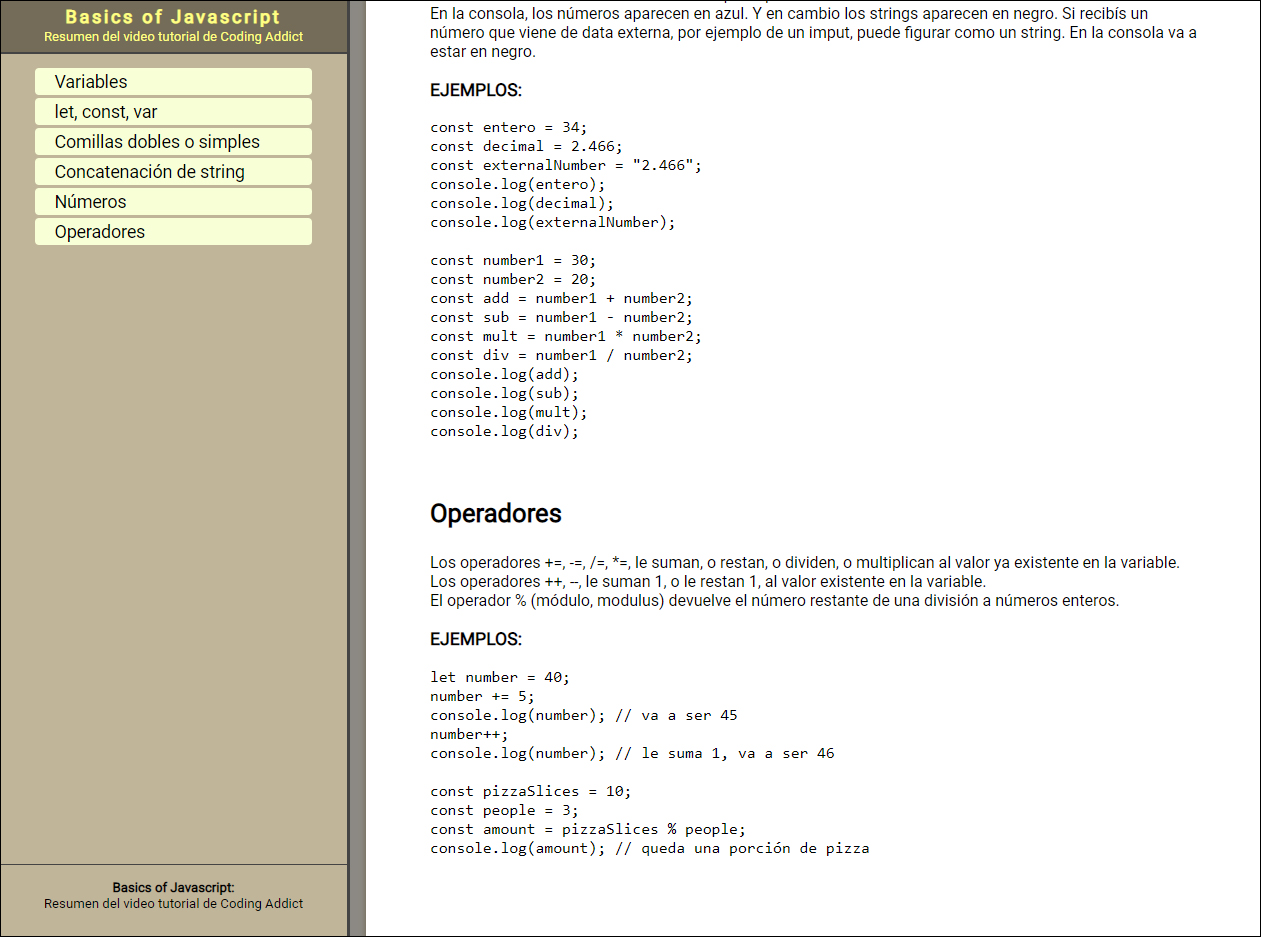 Basics of Javascript
Resumen del video tutorial de Coding Addict
Variables
let, const, var
Comillas dobles o simples
Concatenación de string
Números
Operadores
Basics of Javascript:
Resumen del video tutorial de Coding Addict
En la consola, los números aparecen en azul. Y en cambio los strings aparecen en negro. Si recibís un
número que viene de data externa, por ejemplo de un imput, puede figurar como un string. En la consola va a
estar en negro.
EJEMPLOS:
const entero = 34;
const decimal = 2.466;
const externalNumber = "2.466";
console.log(entero);
console.log(decimal);
console.log(externalNumber);
const number1 = 30;
const number2 = 20;
const add = number1 + number2;
const sub = number1 - number2;
const mult = number1 * number2;
const div = number1 / number2;
console.log(add);
console.log(sub);
console.log(mult);
console.log(div);
Operadores
Los operadores +=, -=, /=, *=, le suman, o restan, o dividen, o multiplican al valor ya existente en la variable.
Los operadores ++, --, le suman 1, o le restan 1, al valor existente en la variable.
El operador % (módulo, modulus) devuelve el número restante de una división a números enteros.
EJEMPLOS:
let number = 40;
number += 5;
console.log(number); // va a ser 45
number++;
console.log(number); // le suma 1, va a ser 46
const pizzaSlices = 10;
const people = 3;
const amount = pizzaSlices % people;
console.log(amount); // queda una porción de pizza